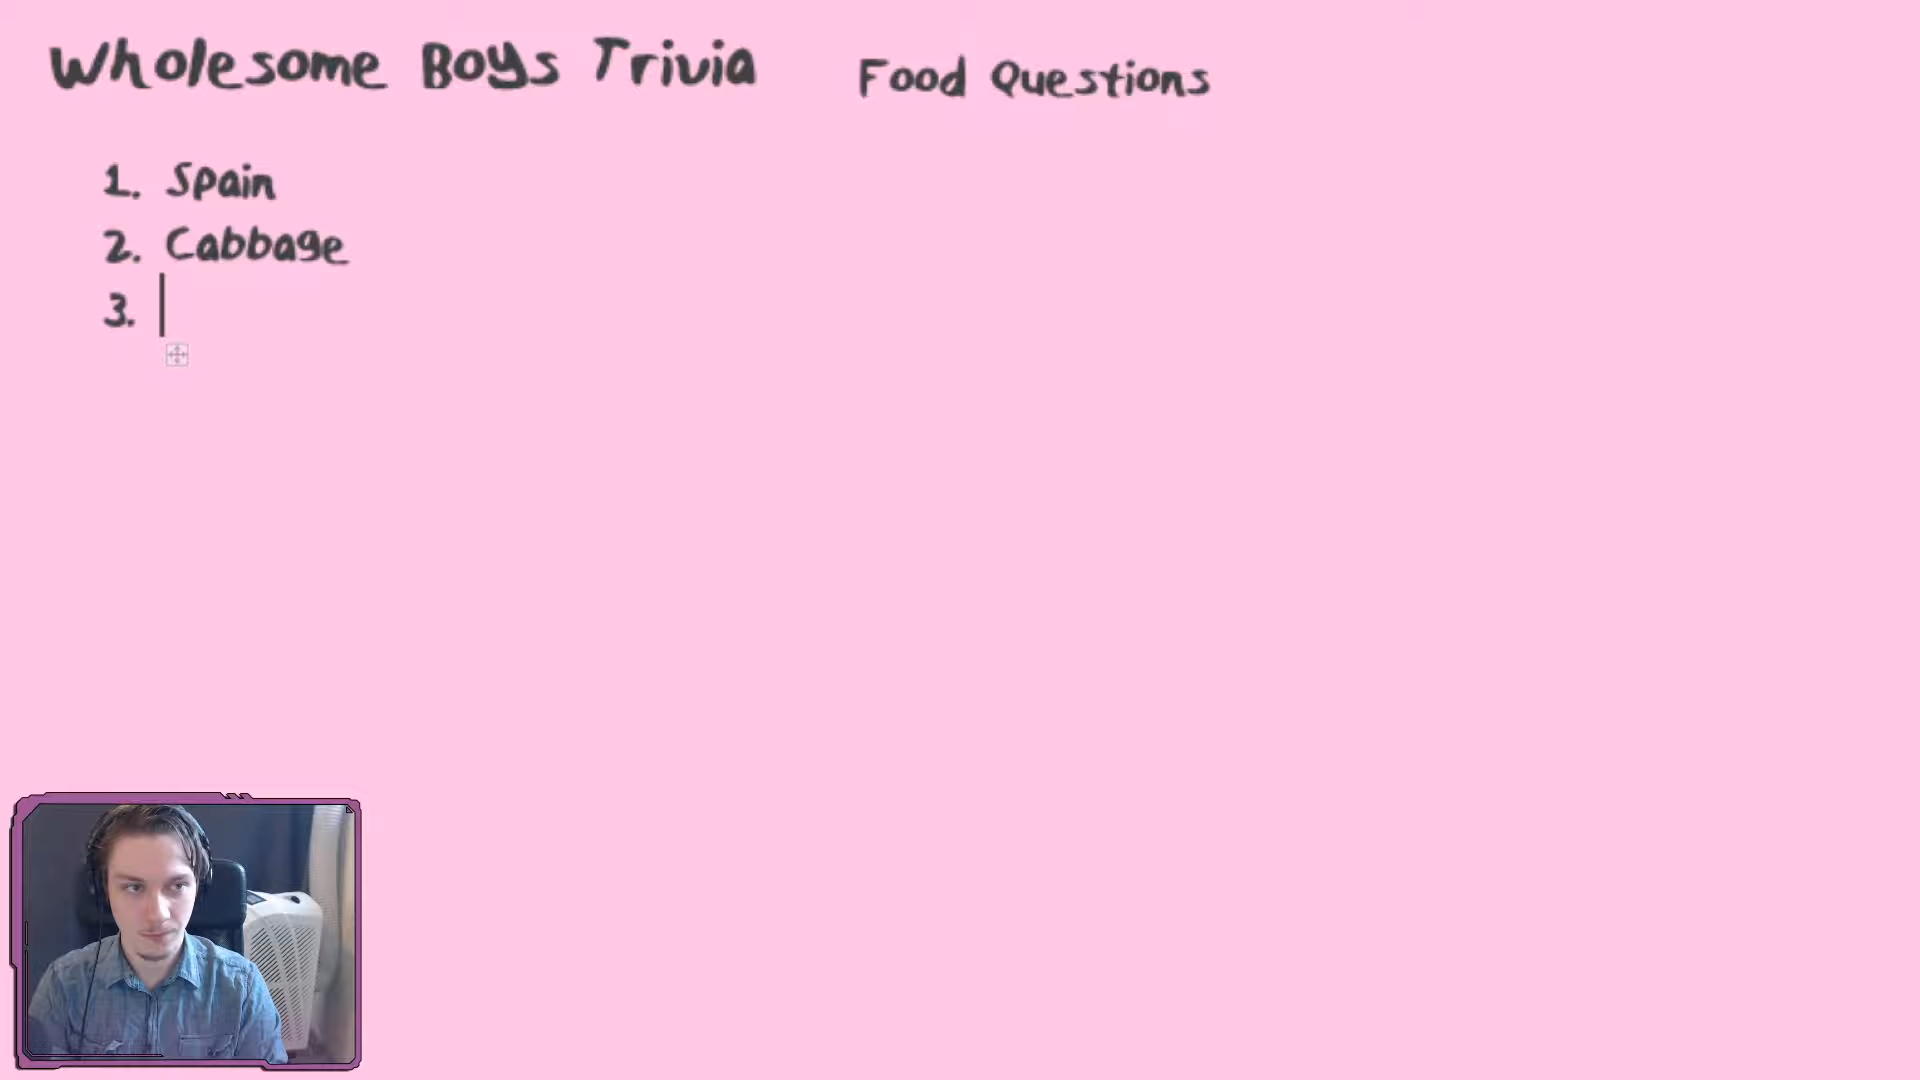 Wholesome Boys Trivia
Food Questions
1. Spain
2. Cabbage
3.